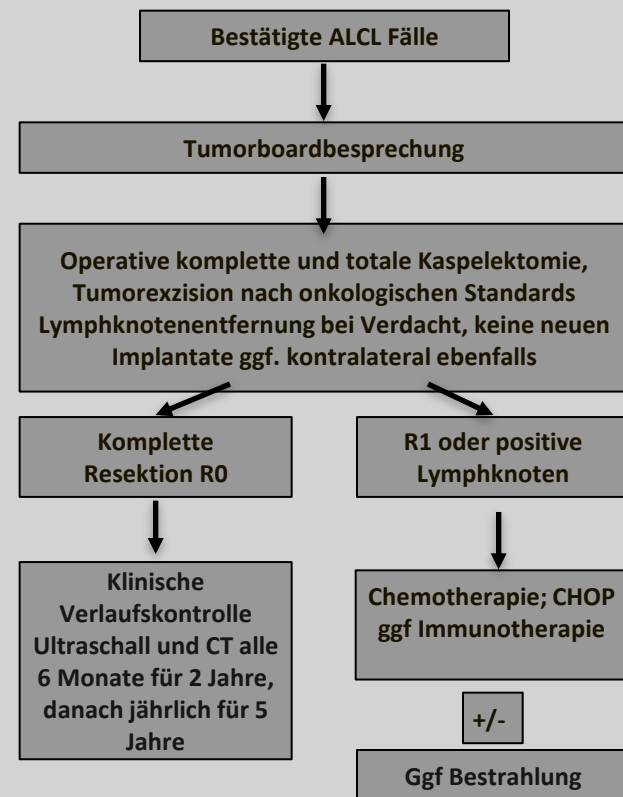 Bestätigte ALCL Fälle
Tumorboardbesprechung
Operative komplette und totale Kaspelektomie,
Tumorexzision nach onkologischen Standards
Lymphknotenentfernung bei Verdacht, keine neuen
Implantate ggf. kontralateral ebenfalls
Komplette
Resektion R0
Klinische
Verlaufskontrolle
Ultraschall und CT alle
6 Monate für 2 Jahre,
danach jährlich für 5
Jahre
R1 oder positive
Lymphknoten
Chemotherapie; CHOP
ggf Immunotherapie
+/-
Ggf Bestrahlung